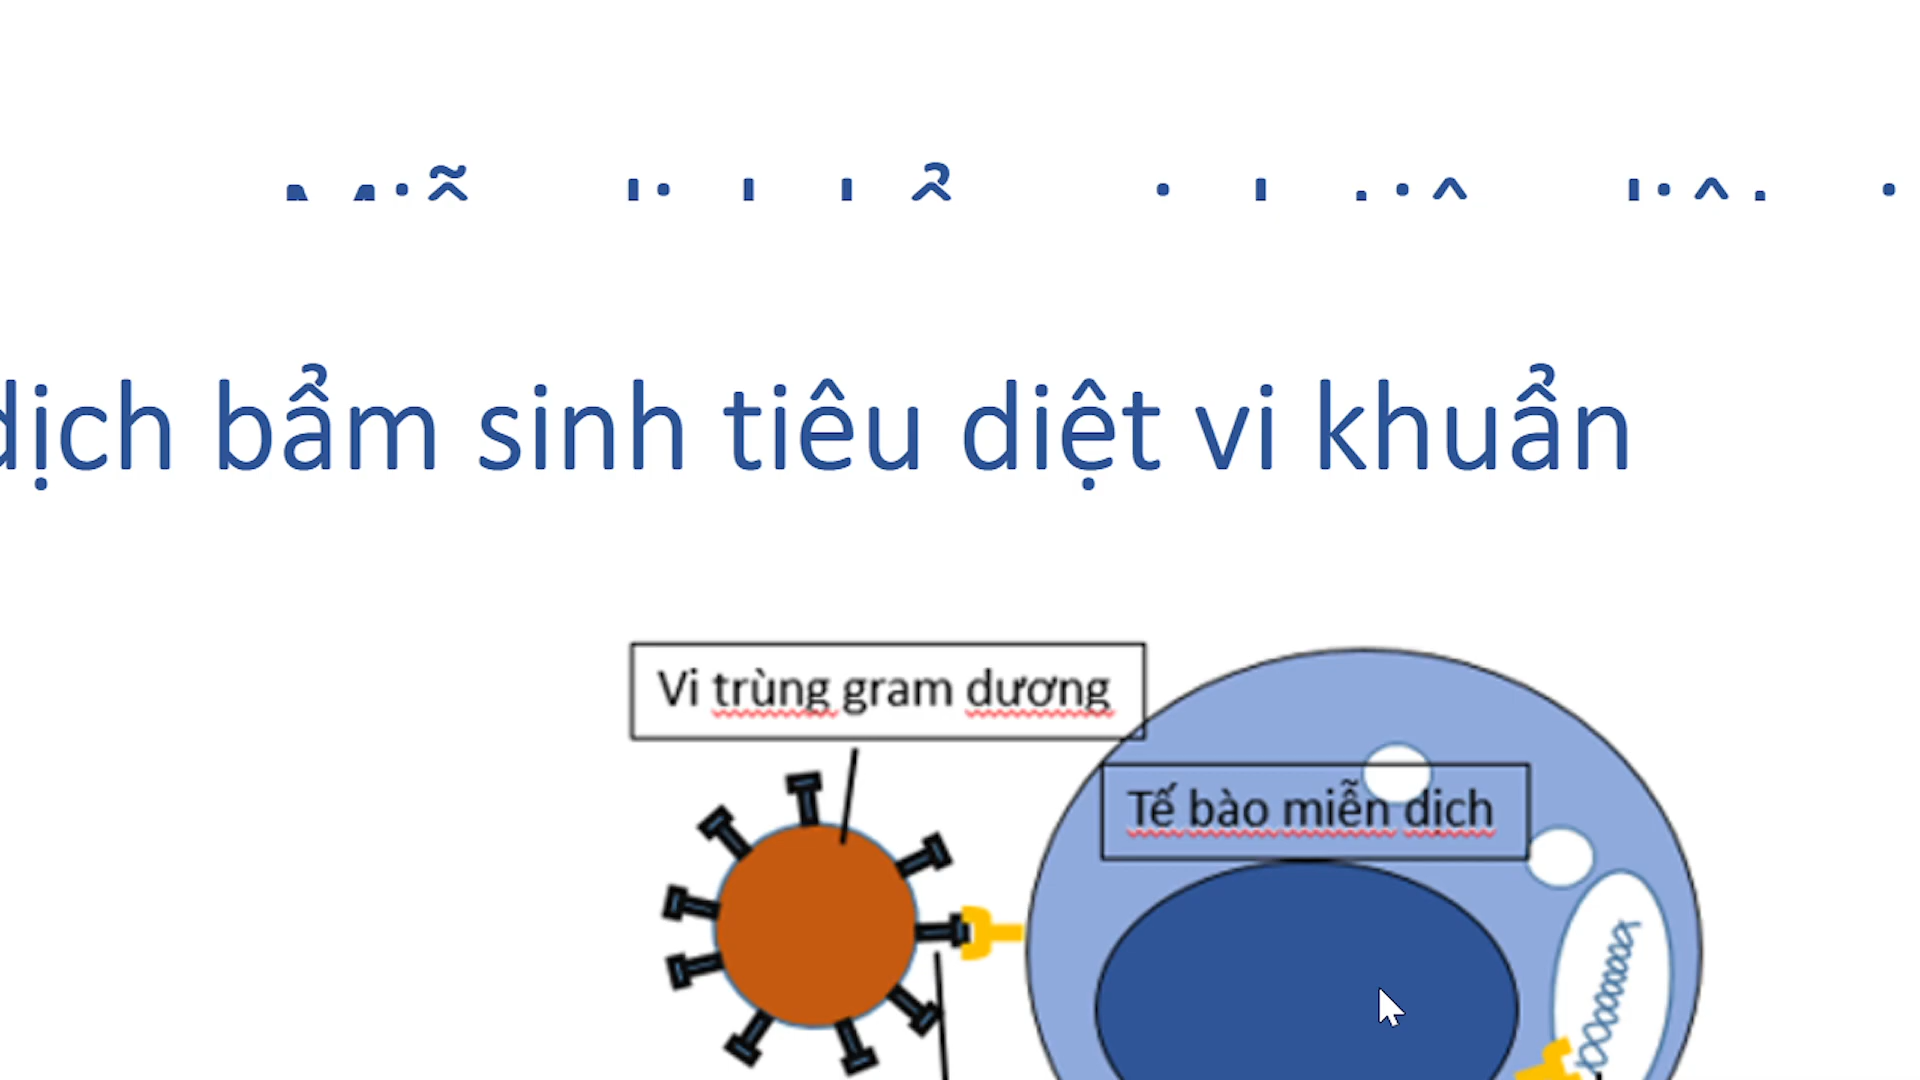 dịch bẩm sinh tiêu diệt vi khuẩn
Vi trùng gram dương
Tế bào miễn dịch